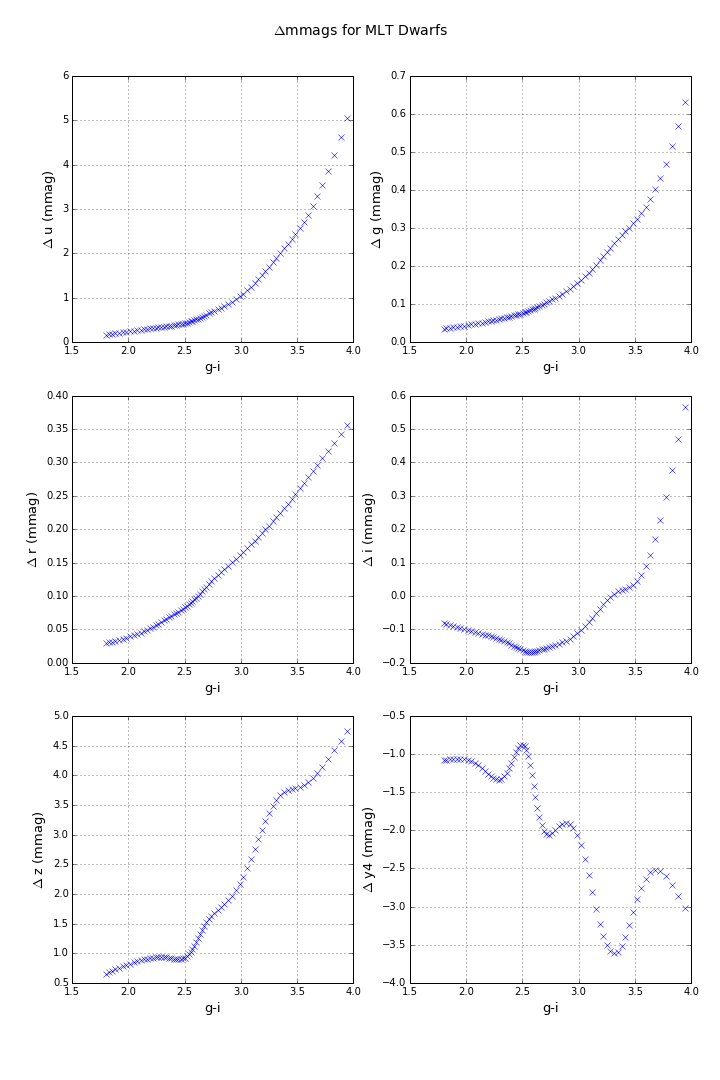 Δmmags for MLT Dwarfs
Δ u (mmag)
6
5
4
3
2
1
0
1.5 2.0 2.5 3.0 3.5 4.0
g-i
Δ g (mmag)
0.7
0.6
0.5
0.4
0.3
0.2
0.1
0.0
1.5 2.0 2.5 3.0 3.5 4.0
g-i
Δ r (mmag)
0.40
0.35
0.30
0.25
0.20
0.15
0.10
0.05
0.00
1.5 2.0 2.5 3.0 3.5 4.0
g-i
Δ i (mmag)
0.6
0.5
0.4
0.3
0.2
0.1
0.0
−0.1
−0.2
1.5 2.0 2.5 3.0 3.5 4.0
g-i
Δ z (mmag)
5.0
4.5
4.0
3.5
3.0
2.5
2.0
1.5
1.0
0.5
1.5 2.0 2.5 3.0 3.5 4.0
g-i
Δ y4 (mmag)
−0.5
−1.0
−1.5
−2.0
−2.5
−3.0
−3.5
−4.0
1.5 2.0 2.5 3.0 3.5 4.0
g-i